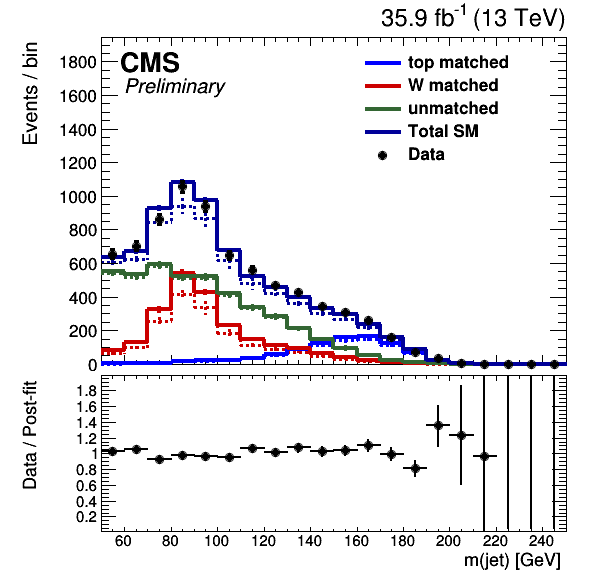 35.9 fb⁻¹ (13 TeV)
CMS
Preliminary
top matched
W matched
unmatched
Total SM
Data
Events / bin
1800
1600
1400
1200
1000
800
600
400
200
0
Data / Post-fit
1.8
1.6
1.4
1.2
1
0.8
0.6
0.4
0.2
60 80 100 120 140 160 180 200 220 240
m(jet) [GeV]